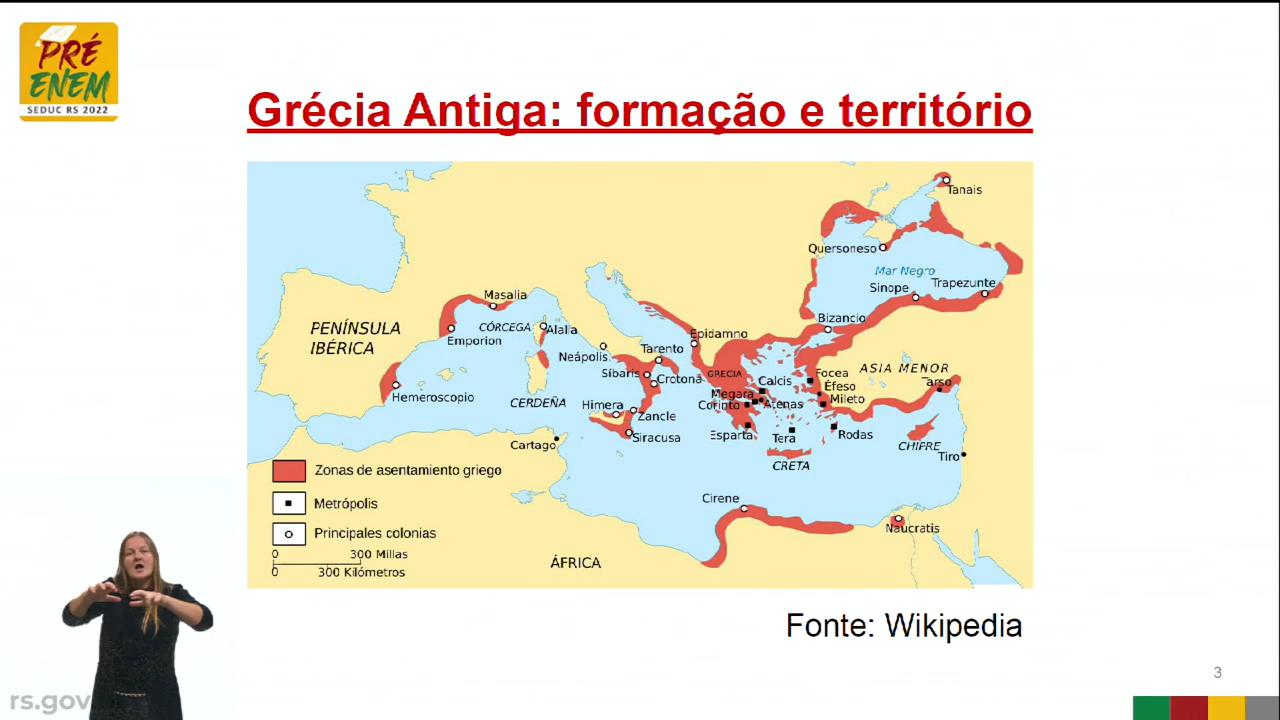 PRÉ
ENEM
SEDUC RS 2022
Grécia Antiga: formação e território
Tanais
Quersoneso
Mar Negro
Sinope
Trapezunte
Masalia
Bizancio
PENÍNSULA
IBÉRICA
CÓRCEGA
Alalia
Epidamno
Emporion
Neápolis
Tarento
Síbaris
Crotona
GRECIA
Calcis
Focea
ASIA MENOR
Éfeso
Tarso
Hemeroscopio
CERDEÑA
Himera
Zancle
Megara
Corinto
Atenas
Mileto
Siracusa
Cartago
Esparta
Tera
Rodas
CHIPRE
Tiro
CRETA
Zonas de asentamiento griego
Metrópolis
Principales colonias
0 300 Millas
0 300 Kilómetros
Cirene
Naucratis
ÁFRICA
Fonte: Wikipedia
3
rs.gov